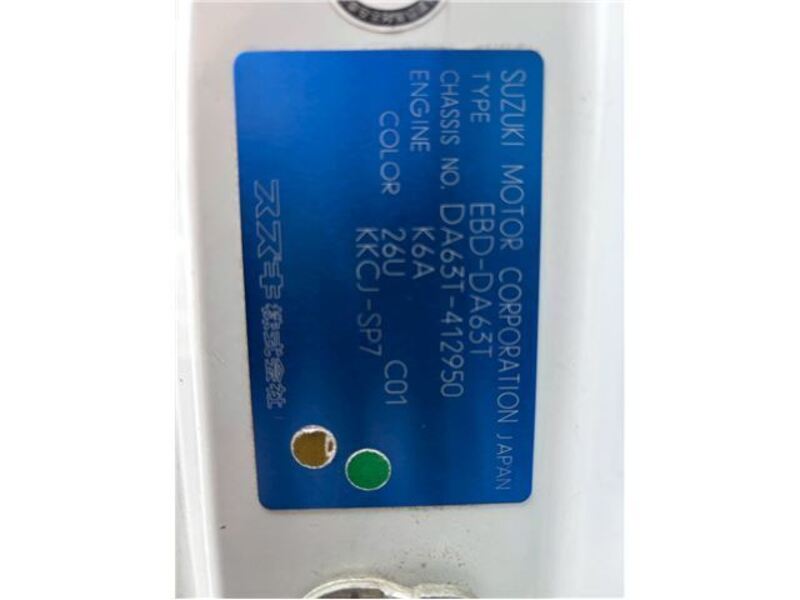 SUZUKI MOTOR CORPORATION JAPAN
TYPE EBD-DA63T
CHASSIS NO. DA63T-412950
ENGINE K6A
COLOR 26U C01
KKCJ-SP7
スズキ株式会社